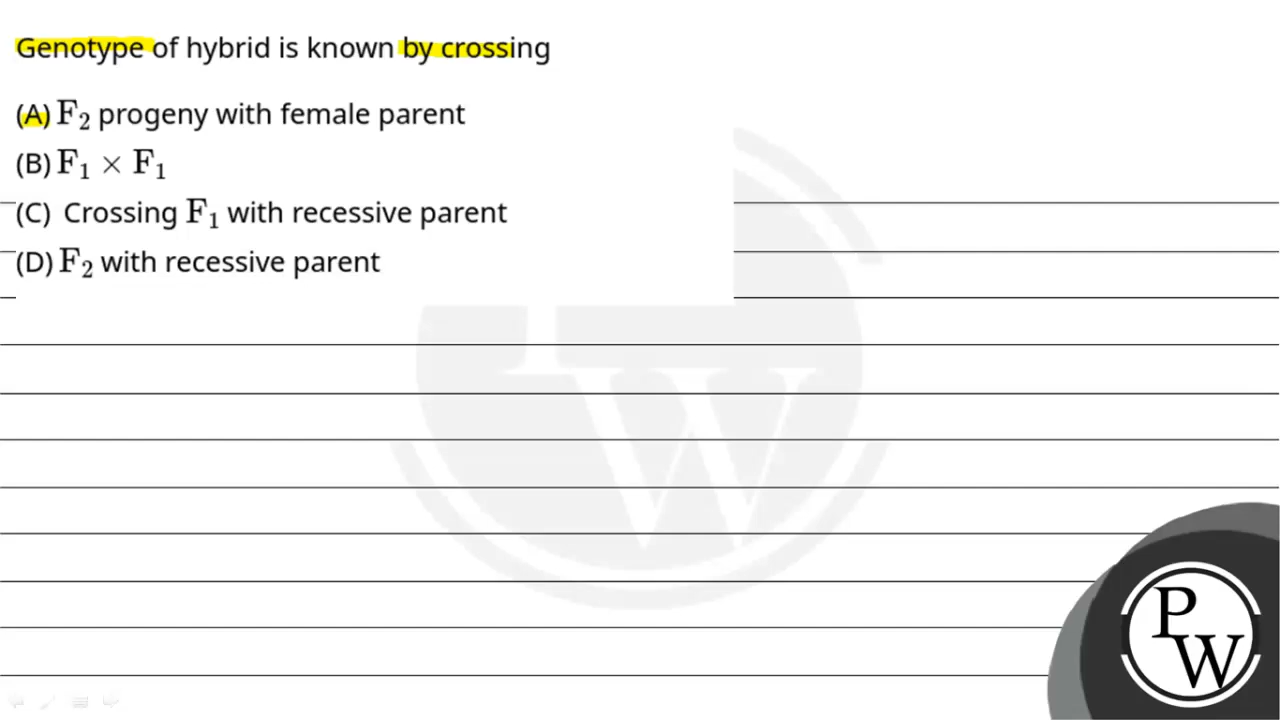 Genotype of hybrid is known by crossing
(A) F₂ progeny with female parent
(B) F₁ × F₁
(C) Crossing F₁ with recessive parent
(D) F₂ with recessive parent
P
W